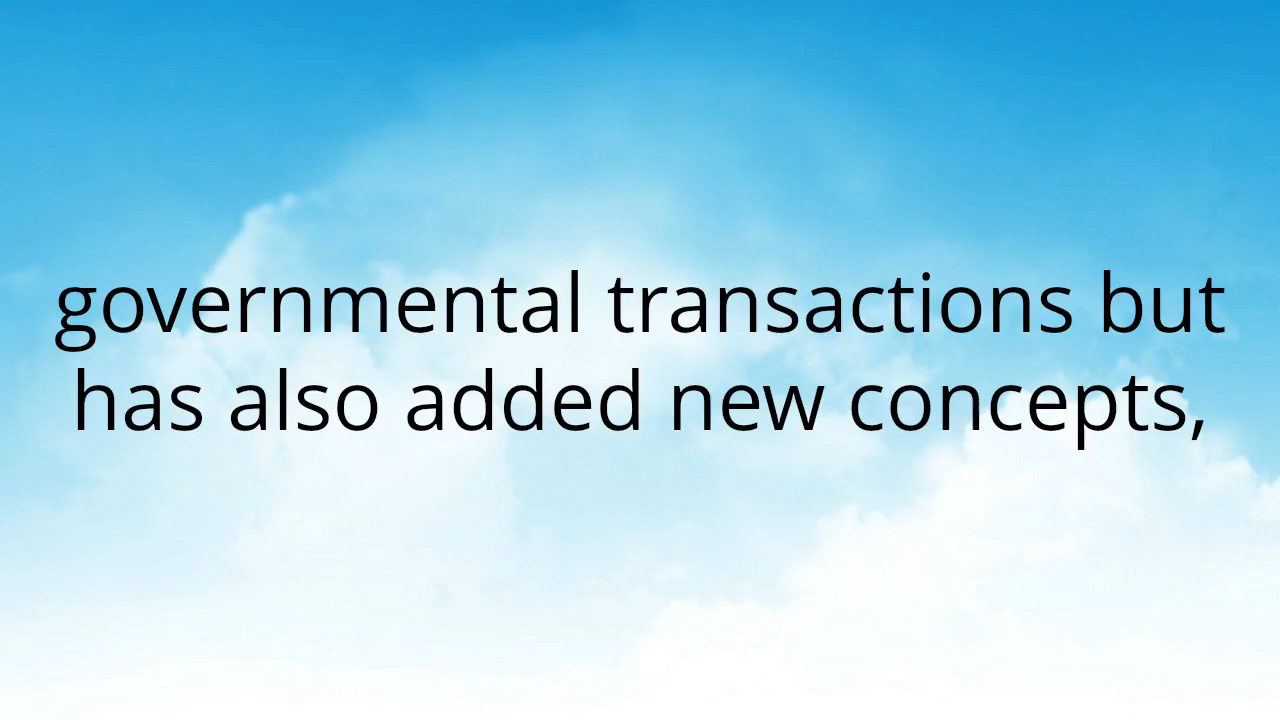 governmental transactions but
has also added new concepts,